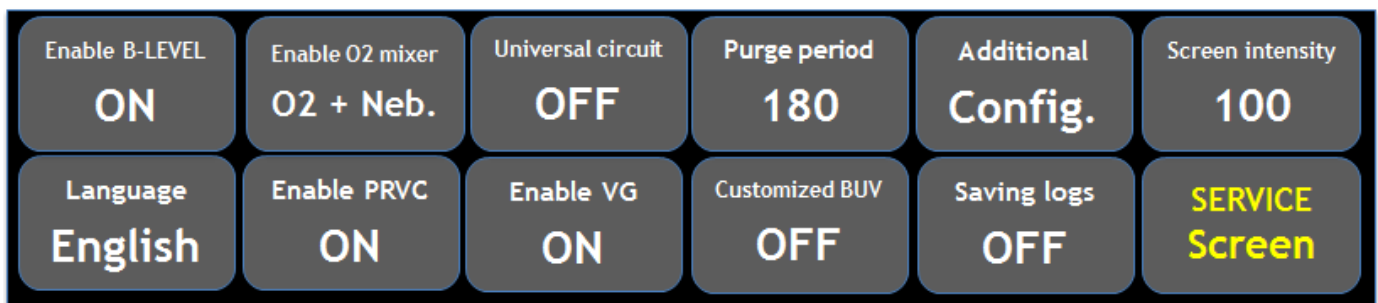 Enable B-LEVEL
ON
Enable O2 mixer
O2 + Neb.
Universal circuit
OFF
Purge period
180
Additional
Config.
Screen intensity
100
Language
English
Enable PRVC
ON
Enable VG
ON
Customized BUV
OFF
Saving logs
OFF
SERVICE
Screen